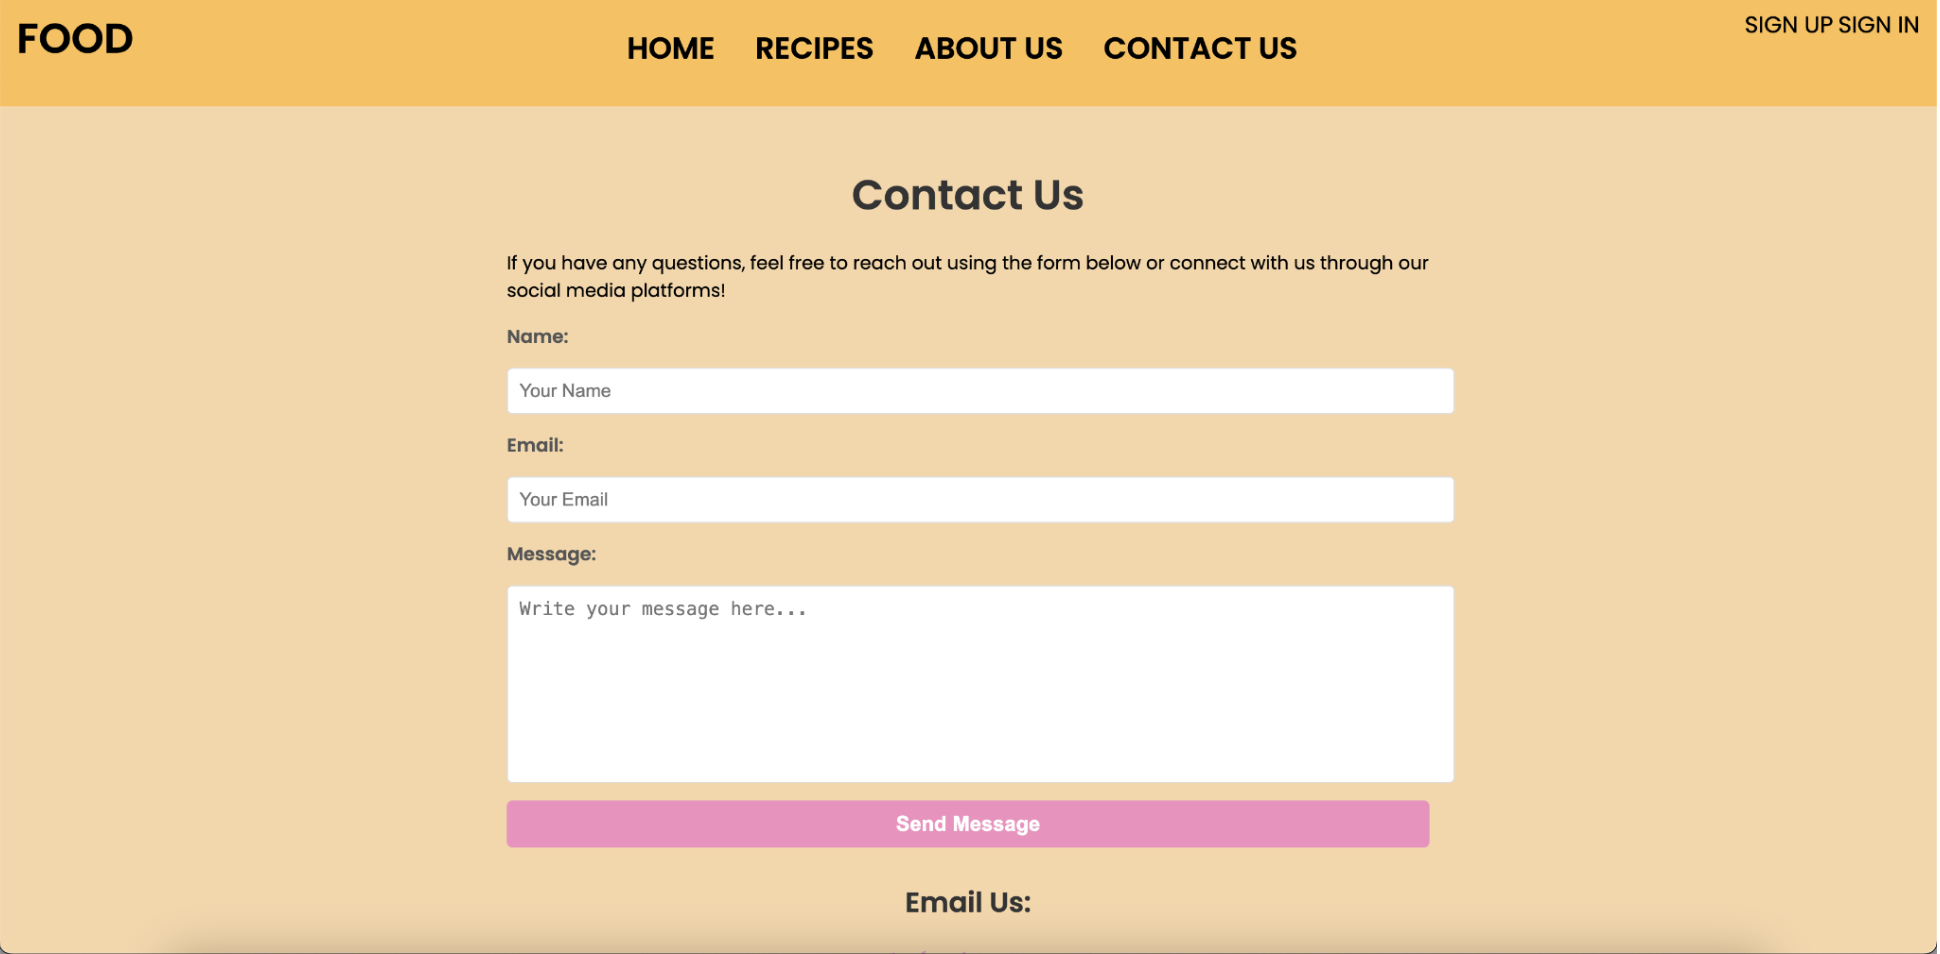 FOOD
HOME RECIPES ABOUT US CONTACT US
SIGN UP SIGN IN
Contact Us
If you have any questions, feel free to reach out using the form below or connect with us through our
social media platforms!
Name:
Your Name
Email:
Your Email
Message:
Write your message here...
Send Message
Email Us: